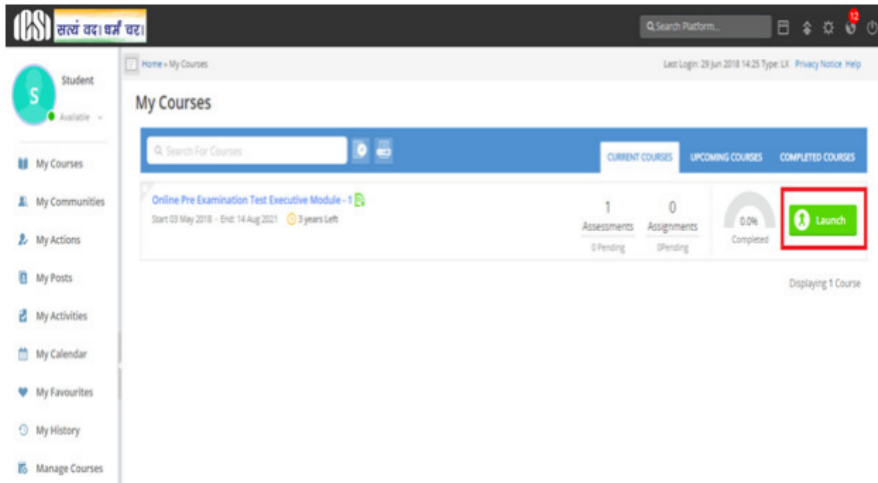 ICSI सत्यं वद। धर्मं चर।
Search Platform...
12
Home » My Courses
Last Login: 29 Jun 2018 14:25 Type: LX Privacy Notice Help
S
Student
Available
My Courses
Search For Courses
CURRENT COURSES UPCOMING COURSES COMPLETED COURSES
My Courses
My Communities
My Actions
My Posts
My Activities
My Calendar
My Favourites
My History
Manage Courses
Online Pre Examination Test Executive Module - 1
Start 03 May 2018 - End: 14 Aug 2021 3 years Left
1 0
Assessments Assignments
0 Pending 0Pending
0.0%
Completed
Launch
Displaying 1 Course